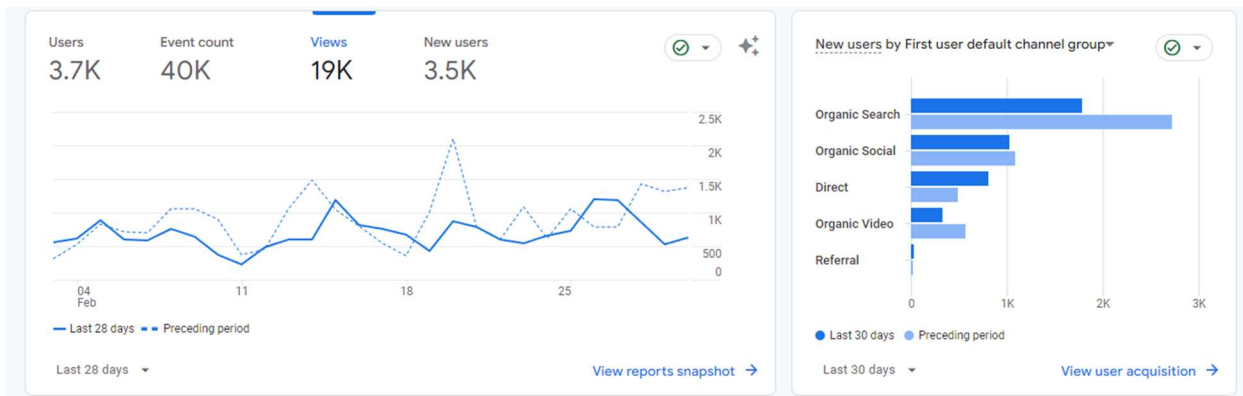 Users Event count Views New users
3.7K 40K 19K 3.5K
2.5K
2K
1.5K
1K
500
0
04 11 18 25
Feb
Last 28 days Preceding period
Last 28 days View reports snapshot
New users by First user default channel group
Organic Search
Organic Social
Direct
Organic Video
Referral
0 1K 2K 3K
Last 30 days Preceding period
Last 30 days View user acquisition